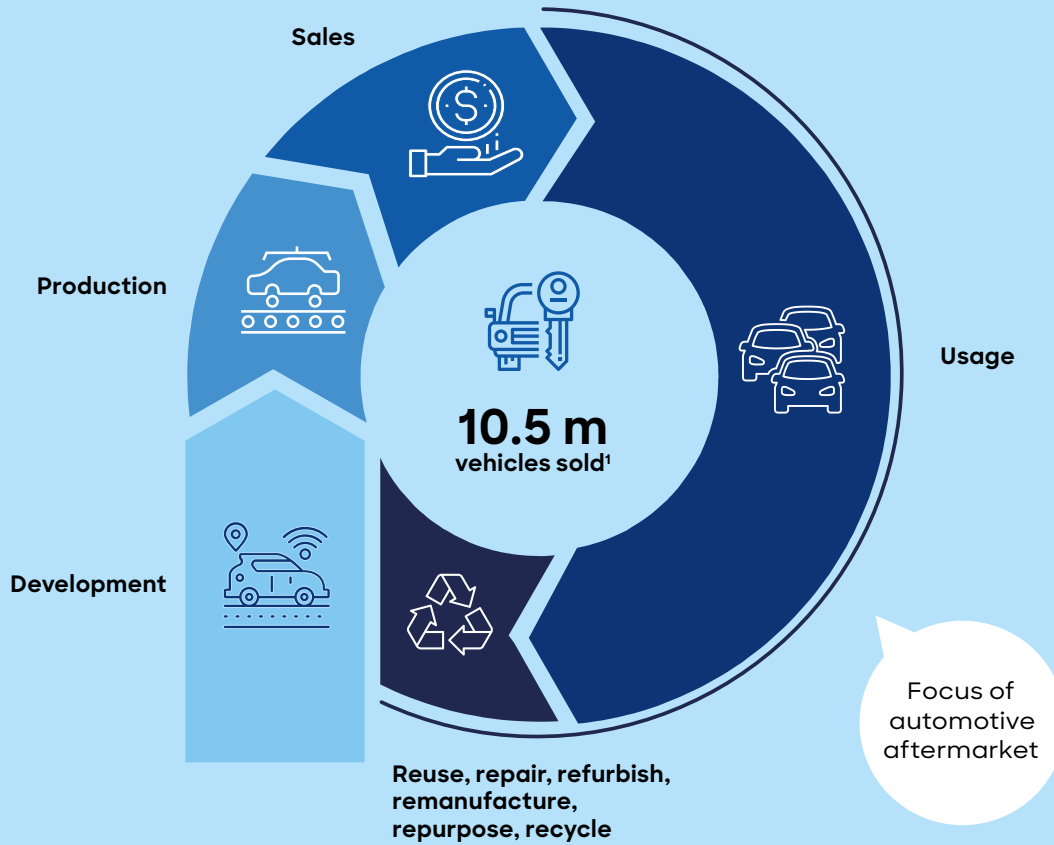 Sales
Production
Usage
10.5 m
vehicles sold¹
Development
Focus of
automotive
aftermarket
Reuse, repair, refurbish,
remanufacture,
repurpose, recycle